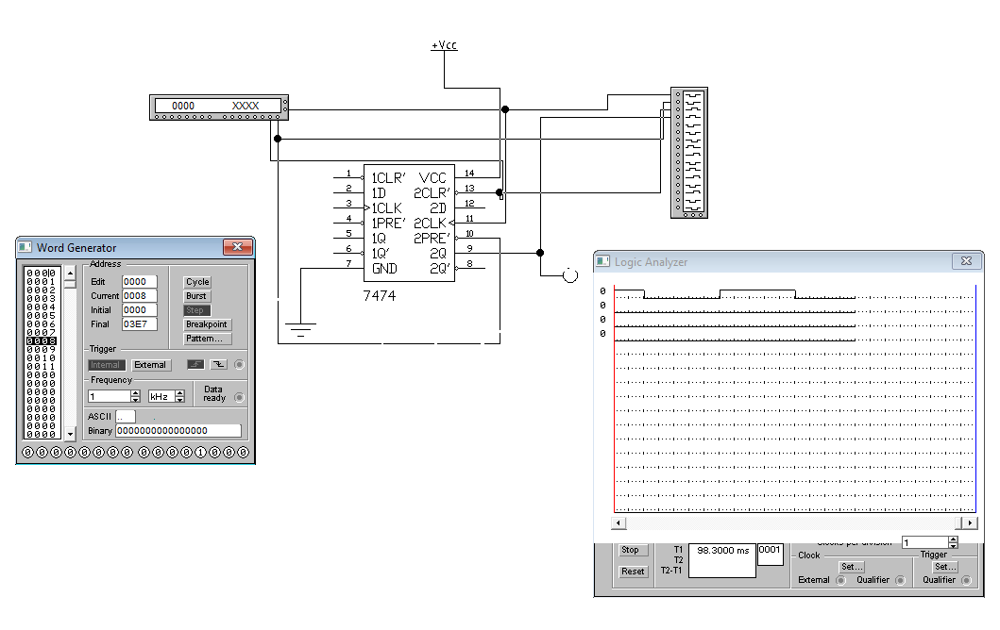 +Vcc
0000 XXXX
1 1CLR' VCC 14
2 1D 2CLR' 13
3 1CLK 2D 12
4 1PRE' 2CLK 11
5 1Q 2PRE' 10
6 1Q' 2Q 9
7 GND 2Q' 8
7474
Word Generator
0000
0001
0002
0003
0004
0005
0006
0007
0008
0009
0010
0011
0000
0000
0000
0000
0000
0000
0000
0000
Address
Edit 0000 Cycle
Current 0008 Burst
Initial 0000 Step
Final 03E7 Breakpoint
Pattern...
Trigger
Internal External
Frequency
1 kHz Data
ready
ASCII ..
Binary 0000000000000000
0 0 0 0 0 0 0 0 0 0 0 0 1 0 0 0
Logic Analyzer
0
0
0
0
Clocks per division 1
Stop T1 98.3000 ms 0001 Clock Trigger
T2 Set... Set...
Reset T2-T1 External Qualifier Qualifier